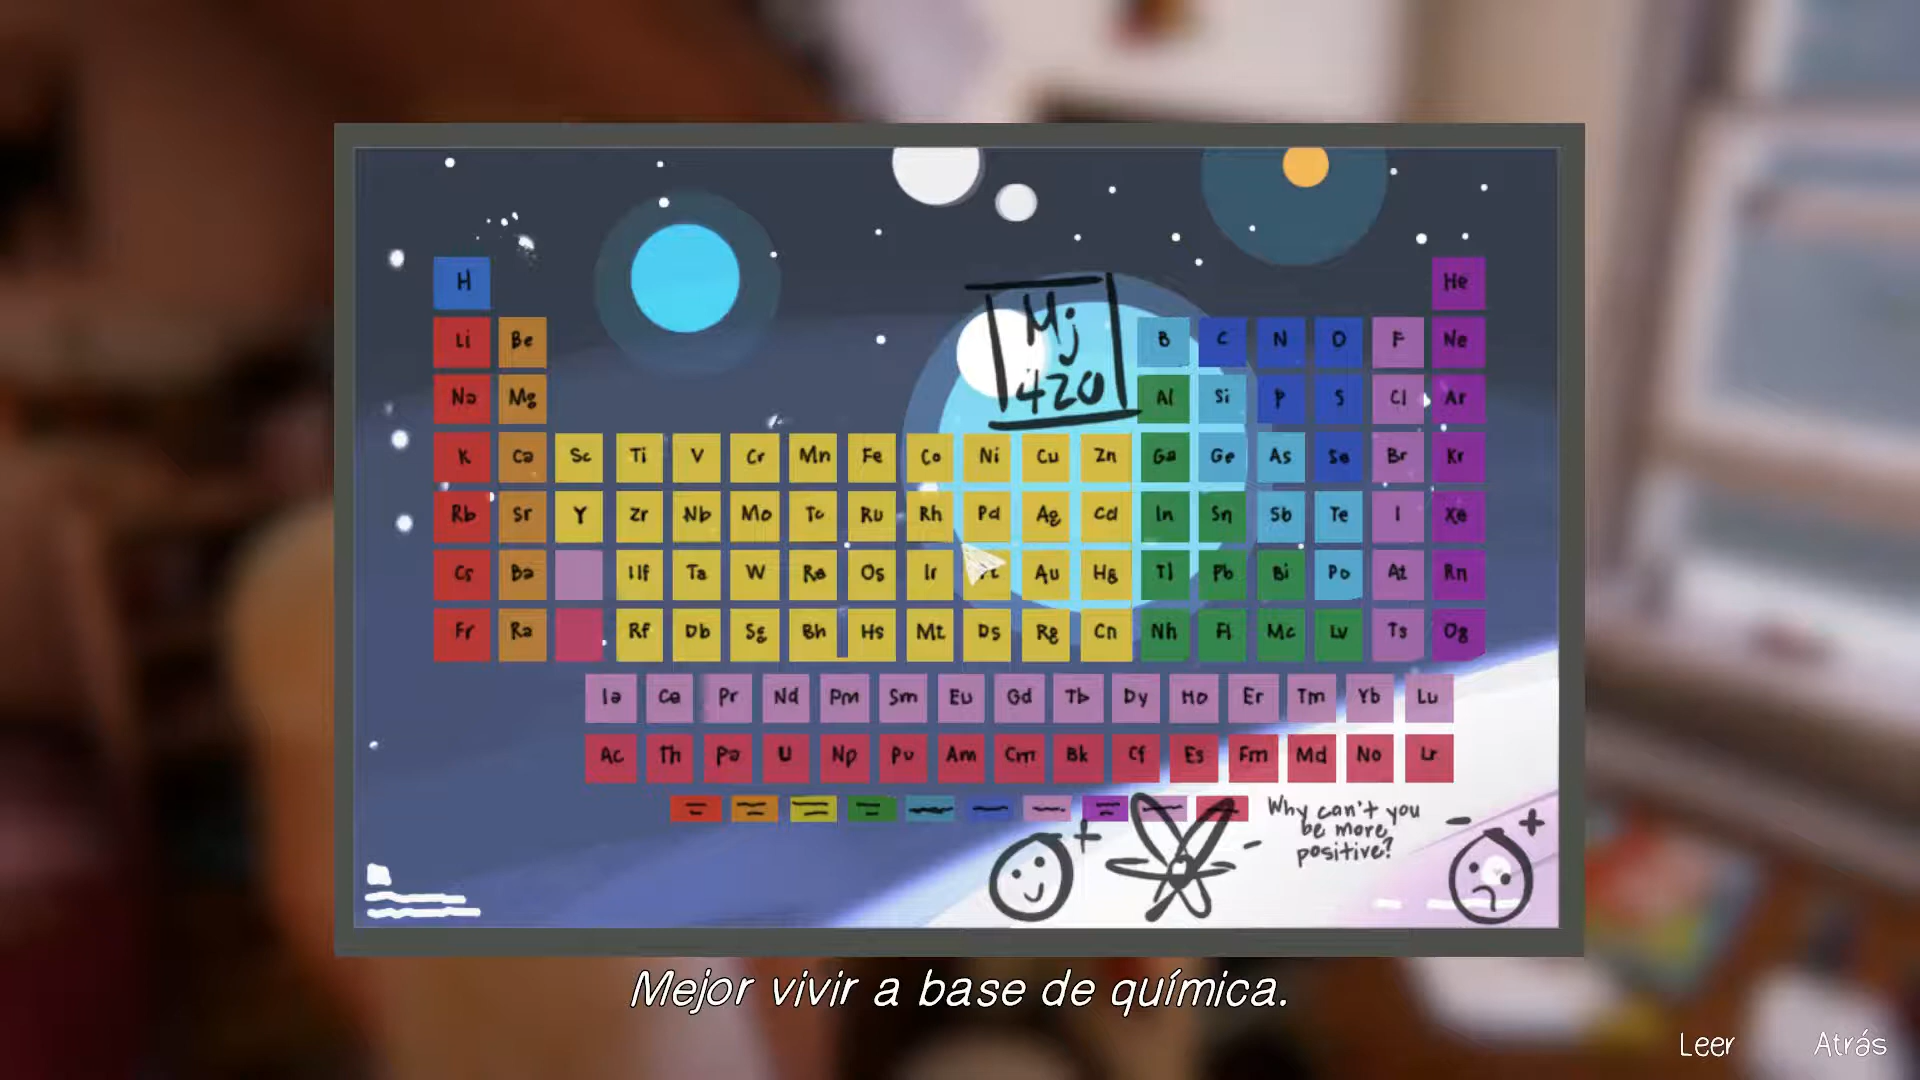 Mj
420
H He
Li Be B C N O F Ne
Na Mg Al Si P S Cl Ar
K Ca Sc Ti V Cr Mn Fe Co Ni Cu Zn Ga Ge As Se Br Kr
Rb Sr Y Zr Nb Mo Tc Ru Rh Pd Ag Cd In Sn Sb Te I Xe
Cs Ba Hf Ta W Re Os Ir Au Hg Tl Pb Bi Po At Rn
Fr Ra Rf Db Sg Bh Hs Mt Ds Rg Cn Nh Fl Mc Lv Ts Og
la Ce Pr Nd Pm Sm Eu Gd Tb Dy Ho Er Tm Yb Lu
Ac Th Pa U Np Pu Am Cm Bk Cf Es Fm Md No Lr
Why can't you
be more
positive?
+ - - +
Mejor vivir a base de química.
Leer Atrás